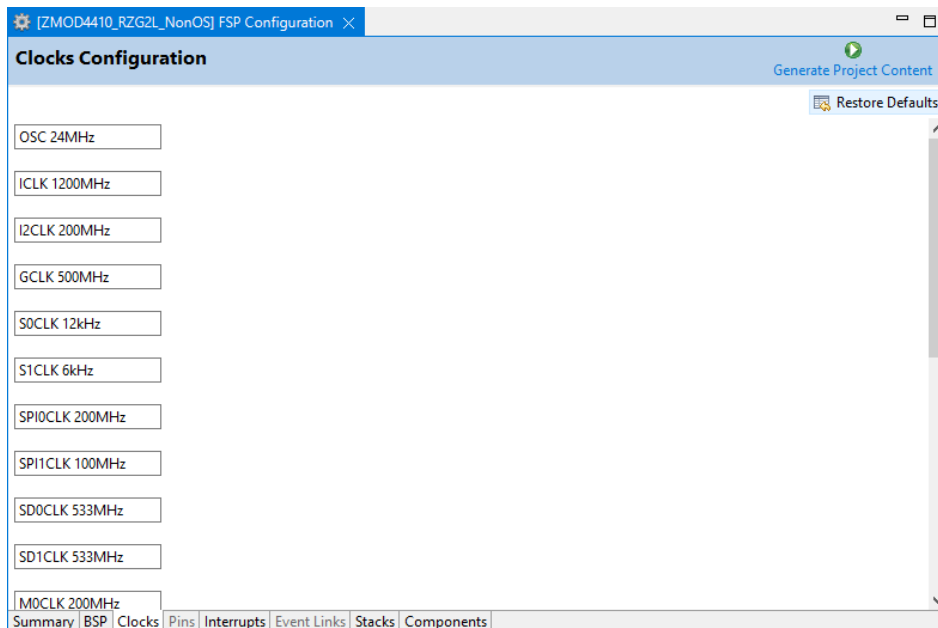 [ZMOD4410_RZG2L_NonOS] FSP Configuration
Clocks Configuration
Generate Project Content
Restore Defaults
OSC 24MHz
ICLK 1200MHz
I2CLK 200MHz
GCLK 500MHz
S0CLK 12kHz
S1CLK 6kHz
SPI0CLK 200MHz
SPI1CLK 100MHz
SD0CLK 533MHz
SD1CLK 533MHz
M0CLK 200MHz
Summary BSP Clocks Pins Interrupts Event Links Stacks Components